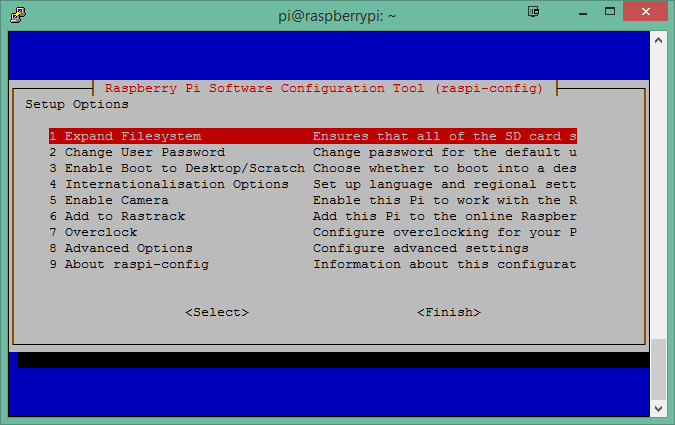 pi@raspberrypi: ~
Raspberry Pi Software Configuration Tool (raspi-config)
Setup Options
1 Expand Filesystem Ensures that all of the SD card s
2 Change User Password Change password for the default u
3 Enable Boot to Desktop/Scratch Choose whether to boot into a des
4 Internationalisation Options Set up language and regional sett
5 Enable Camera Enable this Pi to work with the R
6 Add to Rastrack Add this Pi to the online Raspber
7 Overclock Configure overclocking for your P
8 Advanced Options Configure advanced settings
9 About raspi-config Information about this configurat
<Select> <Finish>